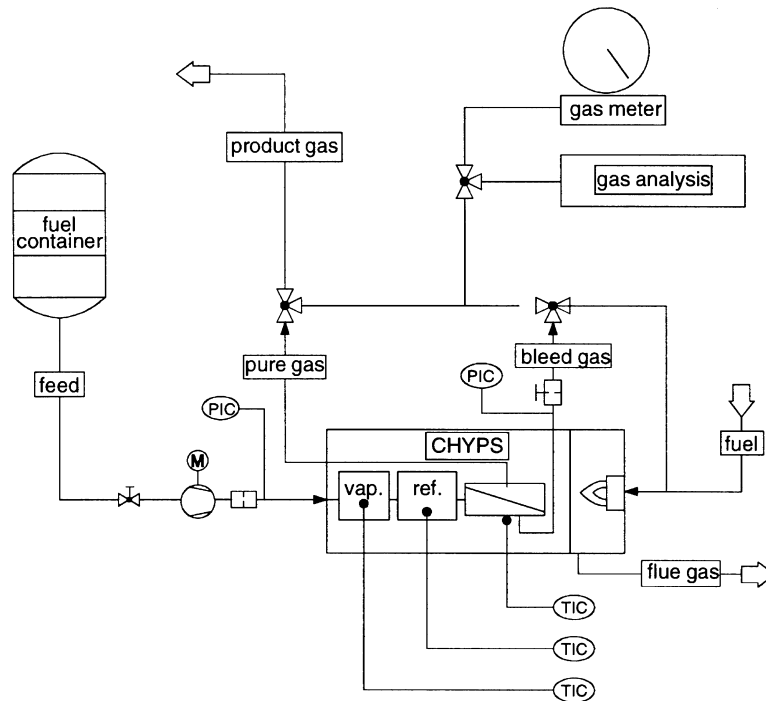 gas meter
product gas
gas analysis
fuel
container
pure gas
bleed gas
feed
PIC
PIC
CHYPS
fuel
M
vap.
ref.
flue gas
TIC
TIC
TIC